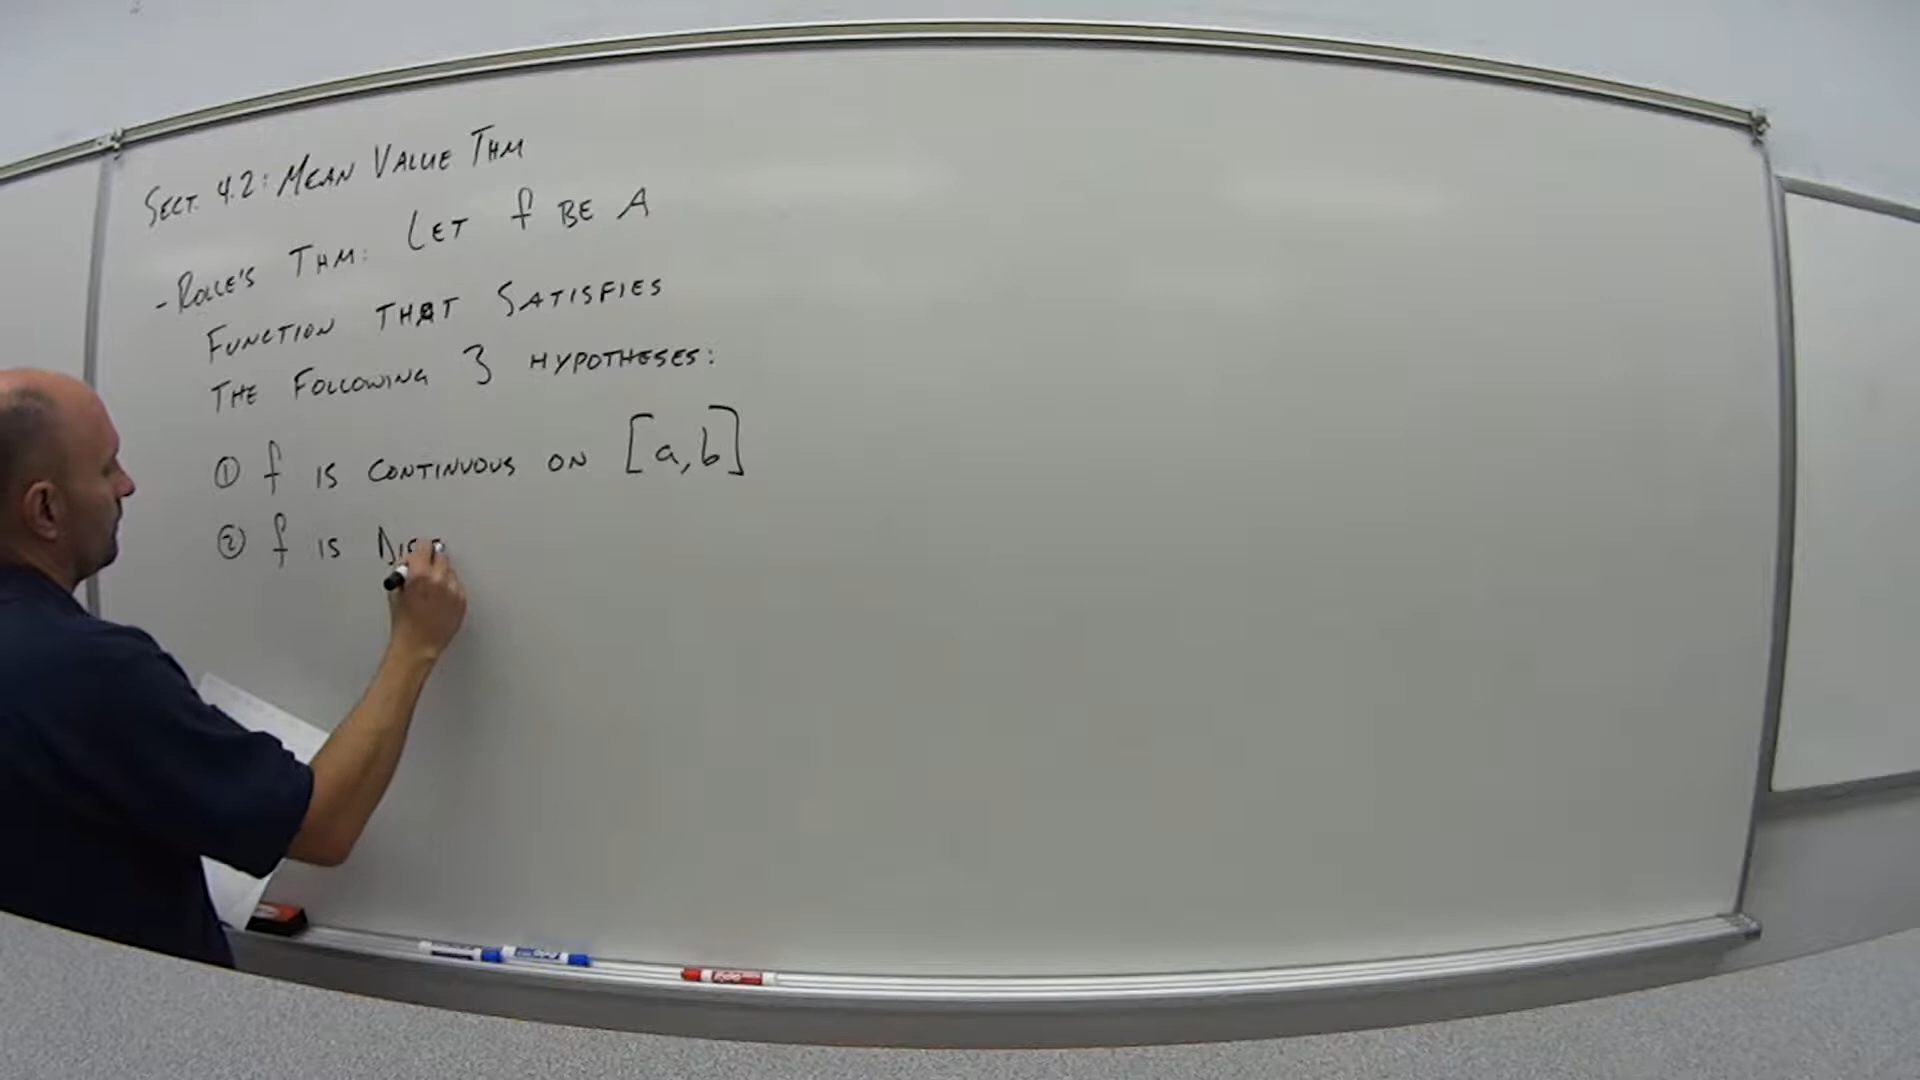 SECT. 4.2: MEAN VALUE THM
- ROLLE'S THM: LET f BE A
FUNCTION THAT SATISFIES
THE FOLLOWING 3 HYPOTHESES:
① f IS CONTINUOUS ON [a,b]
② f IS DIFF